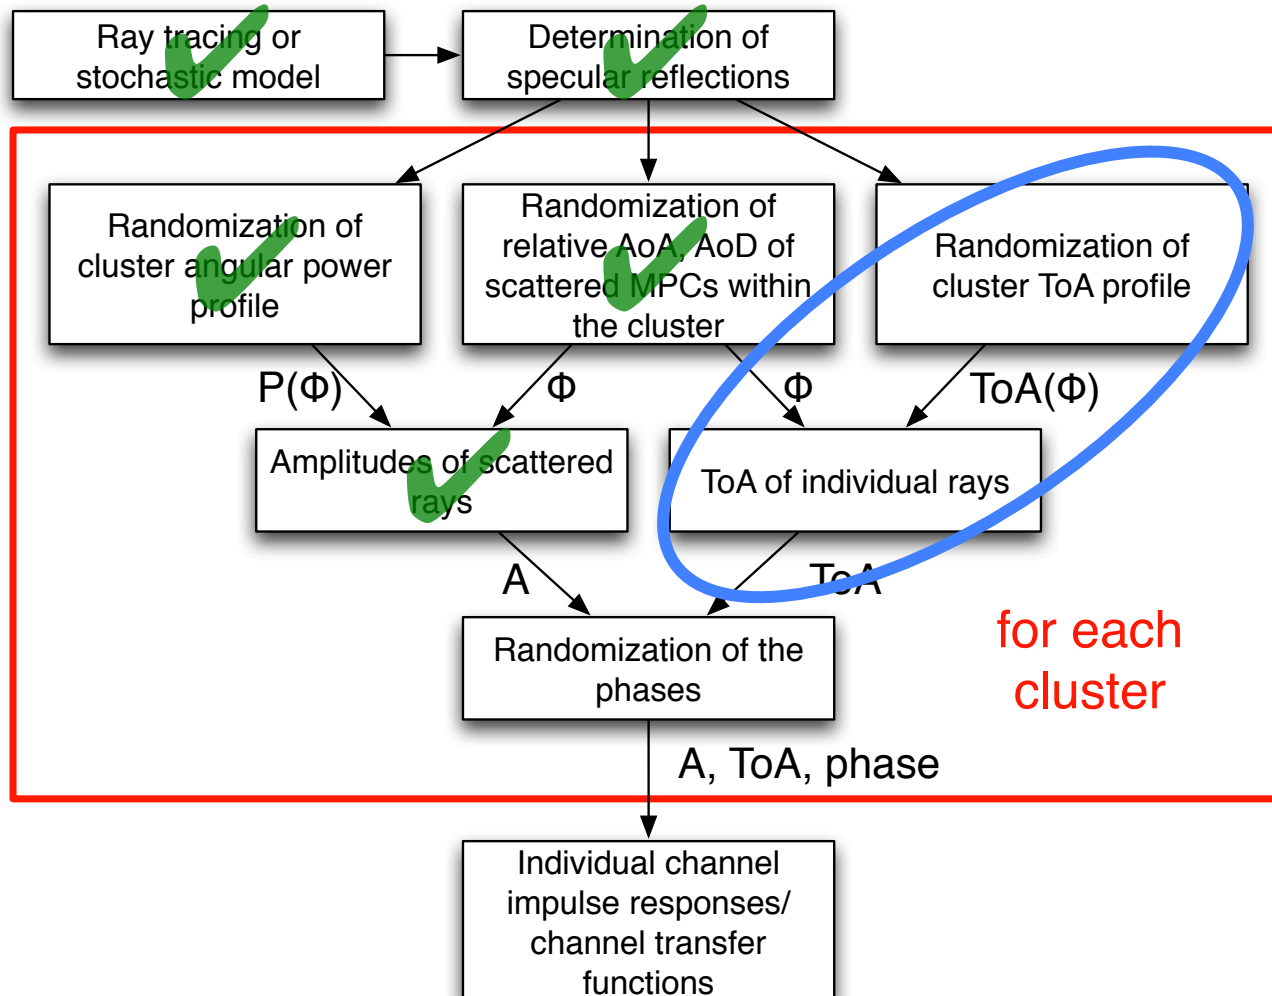 Ray tracing or
stochastic model
Determination of
specular reflections
Randomization of
cluster angular power
profile
Randomization of
relative AoA, AoD of
scattered MPCs within
the cluster
Randomization of
cluster ToA profile
P(Φ)
Φ
Φ
ToA(Φ)
Amplitudes of scattered
rays
ToA of individual rays
A
ToA
Randomization of the
phases
for each
cluster
A, ToA, phase
Individual channel
impulse responses/
channel transfer
functions